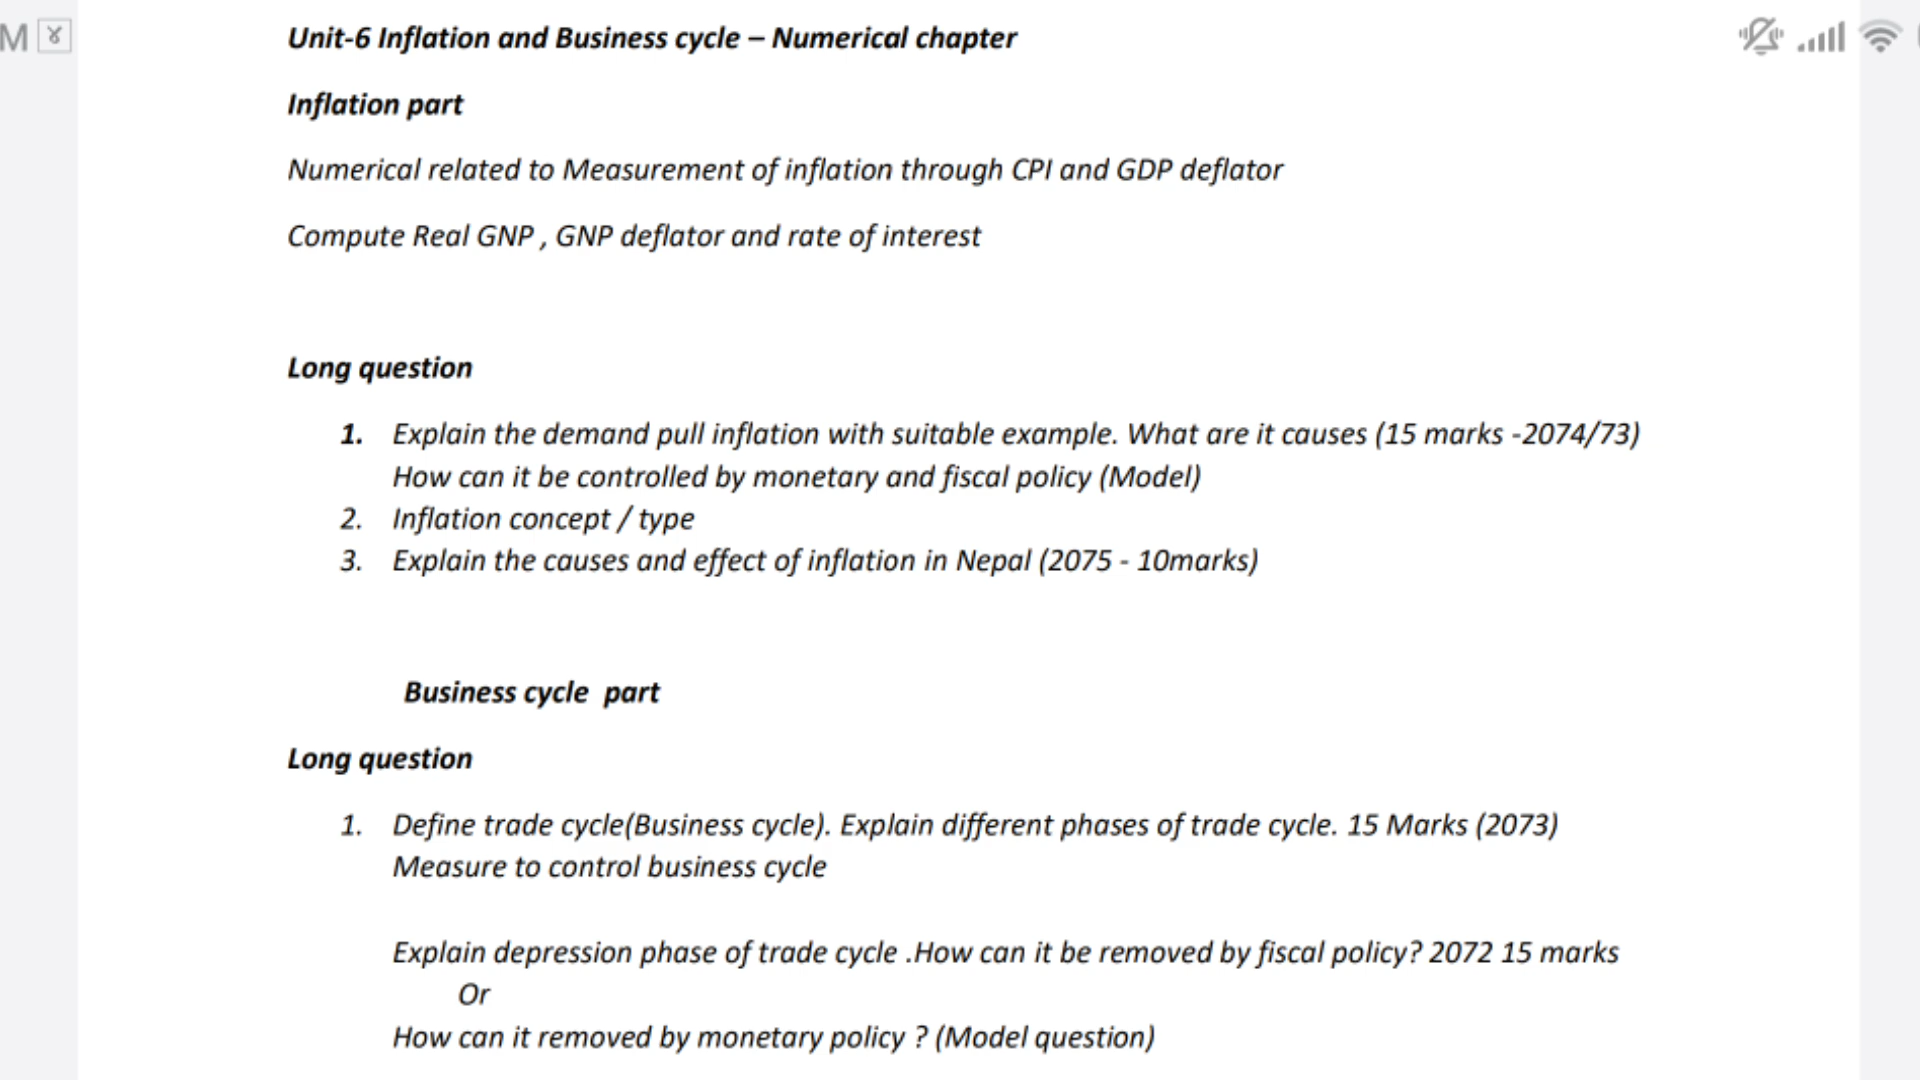 M
Unit-6 Inflation and Business cycle – Numerical chapter
Inflation part
Numerical related to Measurement of inflation through CPI and GDP deflator
Compute Real GNP , GNP deflator and rate of interest
Long question
1. Explain the demand pull inflation with suitable example. What are it causes (15 marks -2074/73)
How can it be controlled by monetary and fiscal policy (Model)
2. Inflation concept / type
3. Explain the causes and effect of inflation in Nepal (2075 - 10marks)
Business cycle part
Long question
1. Define trade cycle(Business cycle). Explain different phases of trade cycle. 15 Marks (2073)
Measure to control business cycle
Explain depression phase of trade cycle .How can it be removed by fiscal policy? 2072 15 marks
Or
How can it removed by monetary policy ? (Model question)